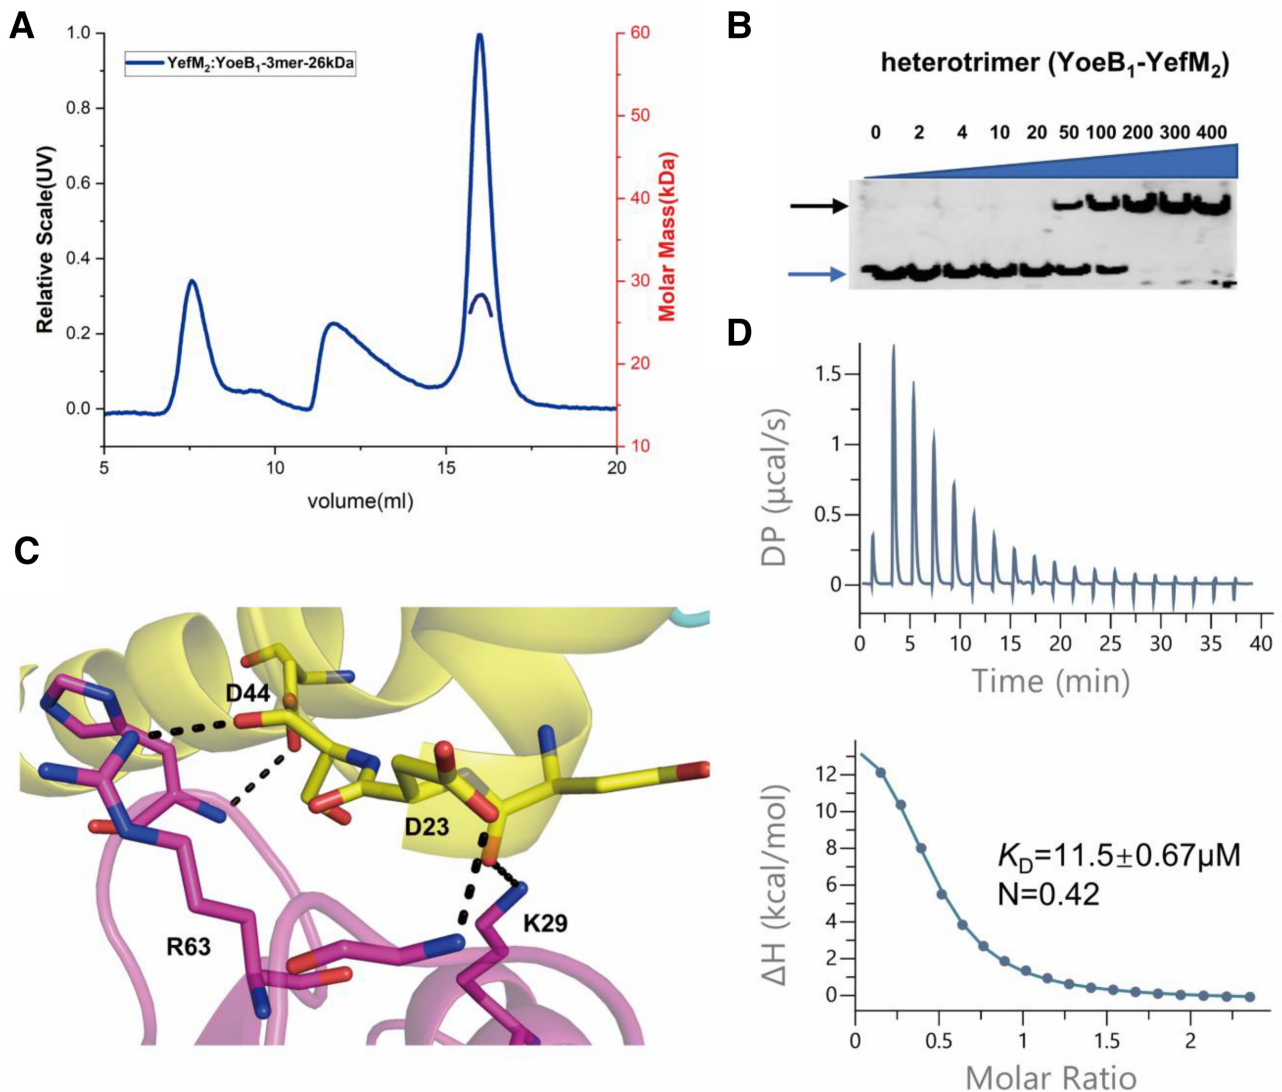 A
1.0
0.8
0.6
0.4
0.2
0.0
Relative Scale(UV)
YefM₂:YoeB₁-3mer-26kDa
60
50
40
30
20
10
Molar Mass(kDa)
5 10 15 20
volume(ml)
B
heterotrimer (YoeB₁-YefM₂)
0 2 4 10 20 50 100 200 300 400
C
D44
D23
K29
R63
D
1.5
1
0.5
0
DP (μcal/s)
0 5 10 15 20 25 30 35 40
Time (min)
12
10
8
6
4
2
0
ΔH (kcal/mol)
K_D=11.5±0.67μM
N=0.42
0 0.5 1 1.5 2
Molar Ratio